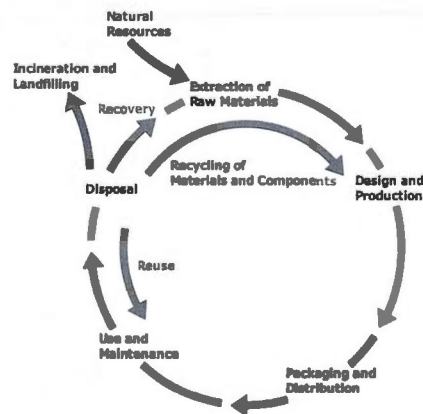 Natural
Resources
Incineration and
Landfilling
Recovery
Extraction of
Raw Materials
Recycling of
Materials and Components
Disposal
Design and
Production
Reuse
Use and
Maintenance
Packaging and
Distribution